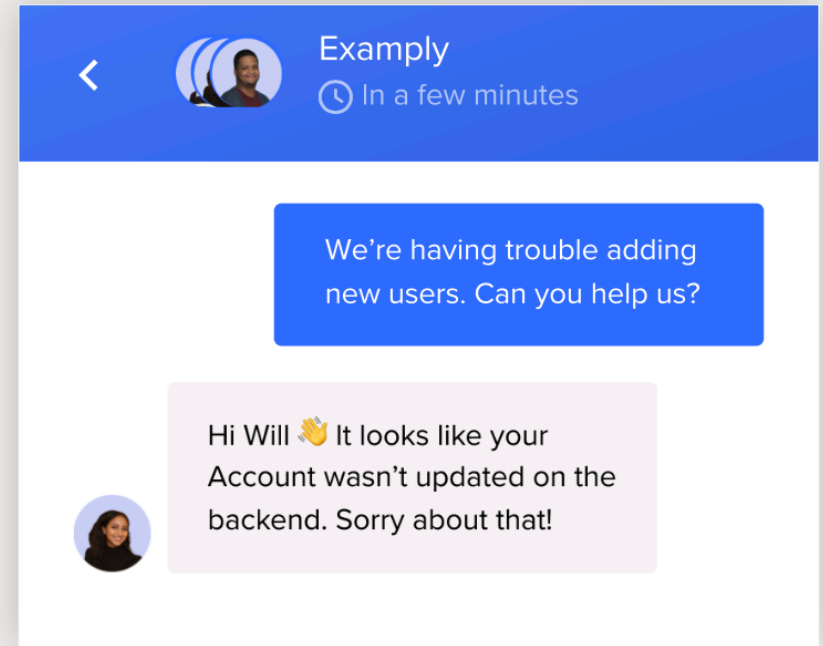 Examply
In a few minutes
We’re having trouble adding
new users. Can you help us?
Hi Will 👋 It looks like your
Account wasn’t updated on the
backend. Sorry about that!